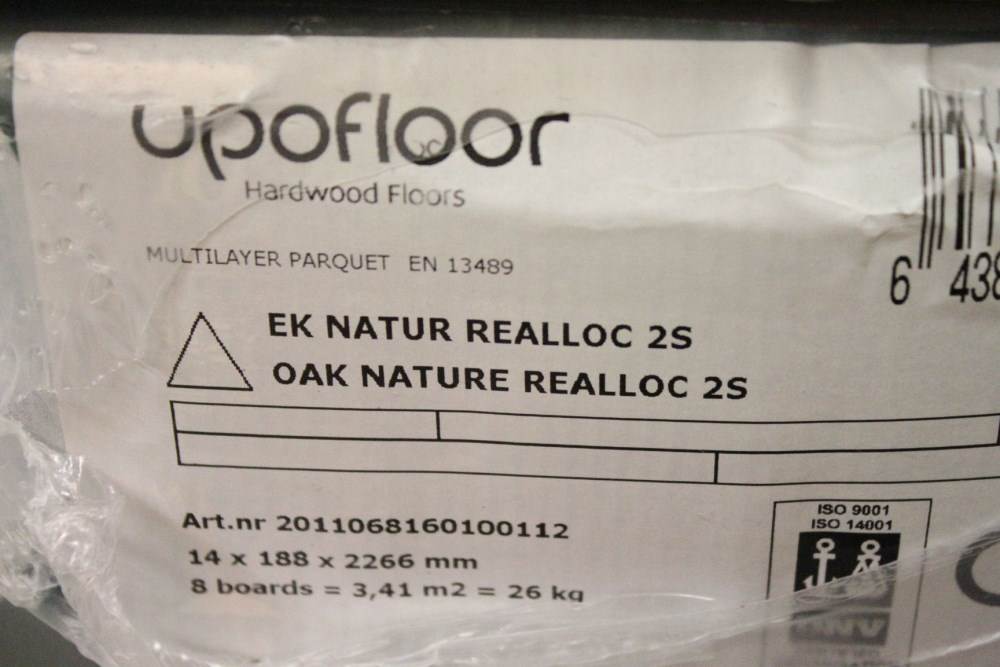 upofloor
Hardwood Floors
MULTILAYER PARQUET EN 13489
6 438
EK NATUR REALLOC 2S
OAK NATURE REALLOC 2S
Art.nr 2011068160100112
14 x 188 x 2266 mm
8 boards = 3,41 m2 = 26 kg
ISO 9001
ISO 14001
DNV